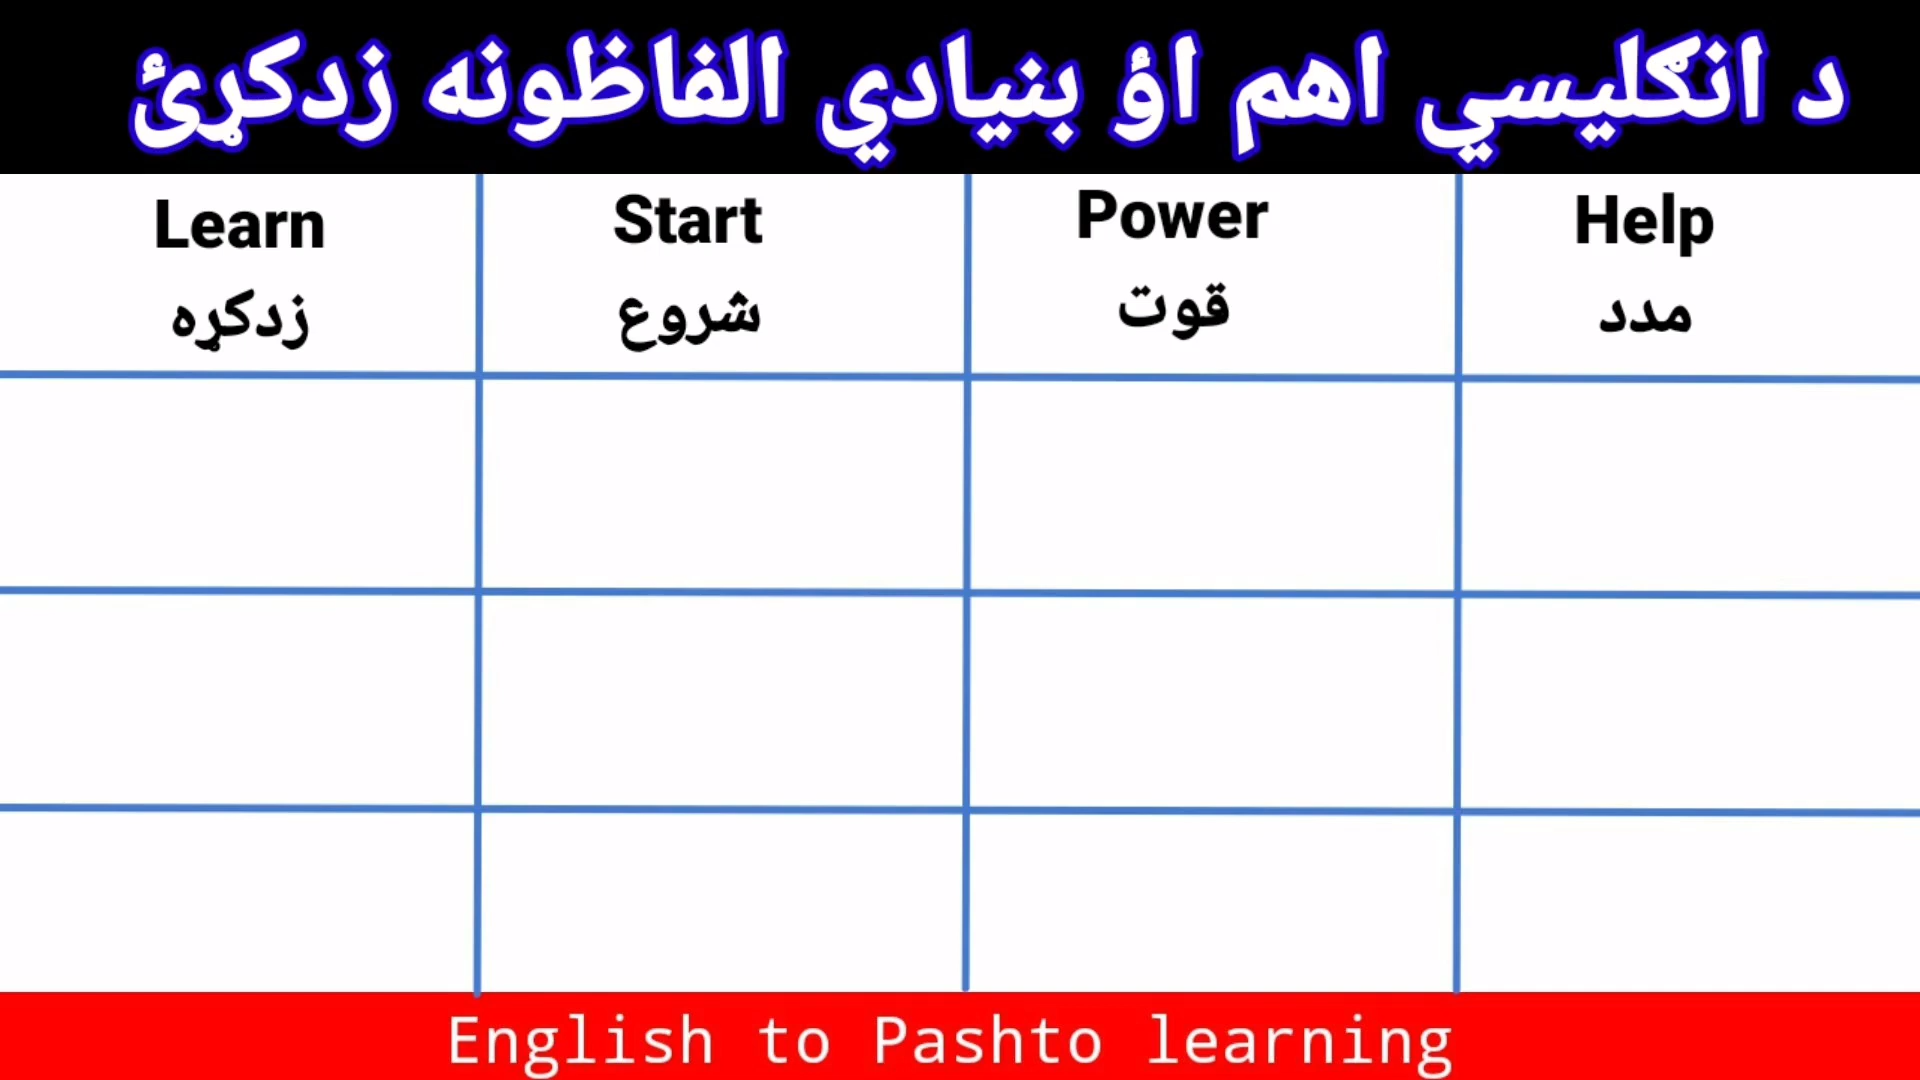 د انګلیسي اهم اؤ بنیادي الفاظونه زدکړئ
Learn
زدکړه
Start
شروع
Power
قوت
Help
مدد
English to Pashto learning